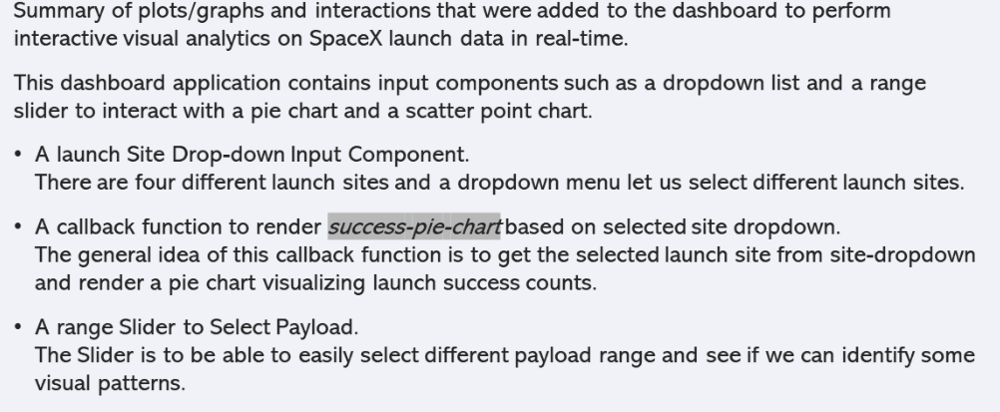 Summary of plots/graphs and interactions that were added to the dashboard to perform
interactive visual analytics on SpaceX launch data in real-time.
This dashboard application contains input components such as a dropdown list and a range
slider to interact with a pie chart and a scatter point chart.
• A launch Site Drop-down Input Component.
There are four different launch sites and a dropdown menu let us select different launch sites.
• A callback function to render success-pie-chart based on selected site dropdown.
The general idea of this callback function is to get the selected launch site from site-dropdown
and render a pie chart visualizing launch success counts.
• A range Slider to Select Payload.
The Slider is to be able to easily select different payload range and see if we can identify some
visual patterns.